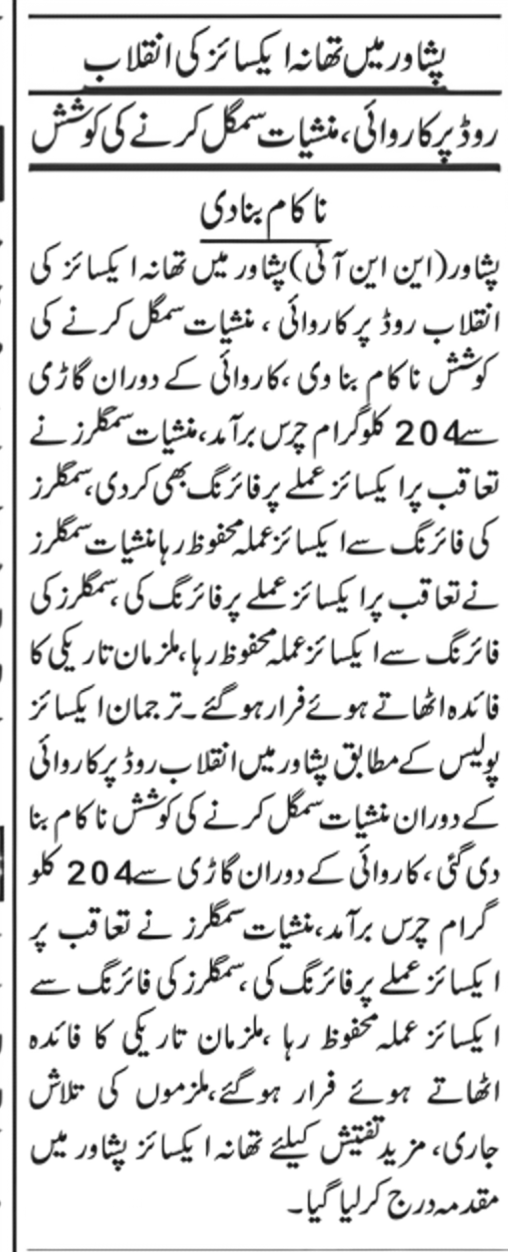 پشاور میں تھانہ ایکسائز کی انقلاب
روڈ پر کاروائی، منشیات سمگل کرنے کی کوشش
ناکام بنادی
پشاور(این این آئی)پشاور میں تھانہ ایکسائز کی
انقلاب روڈ پر کاروائی ، منشیات سمگل کرنے کی
کوشش ناکام بنا دی ،کاروائی کے دوران گاڑی
سے204 کلوگرام چرس برآمد،منشیات سمگلرز نے
تعاقب پرایکسائز عملے پر فائرنگ بھی کردی،سمگلرز
کی فائرنگ سے ایکسائز عملہ محفوظ رہا منشیات سمگلرز
نے تعاقب پر ایکسائز عملے پر فائرنگ کی ،سمگلرز کی
فائرنگ سے ایکسائز عملہ محفوظ رہا ،ملزمان تاریکی کا
فائدہ اٹھاتے ہوئے فرار ہوگئے ۔ترجمان ایکسائز
پولیس کے مطابق پشاور میں انقلاب روڈ پر کاروائی
کے دوران منشیات سمگل کرنے کی کوشش ناکام بنا
دی گئی ، کاروائی کے دوران گاڑی سے204 کلو
گرام چرس برآمد،منشیات سمگلرز نے تعاقب پر
ایکسائز عملے پر فائرنگ کی ،سمگلرز کی فائرنگ سے
ایکسائز عملہ محفوظ رہا ،ملزمان تاریکی کا فائدہ
اٹھاتے ہوئے فرار ہوگئے،ملزموں کی تلاش
جاری، مزید تفتیش کیلئے تھانہ ایکسائز پشاور میں
مقدمہ درج کرلیا گیا۔